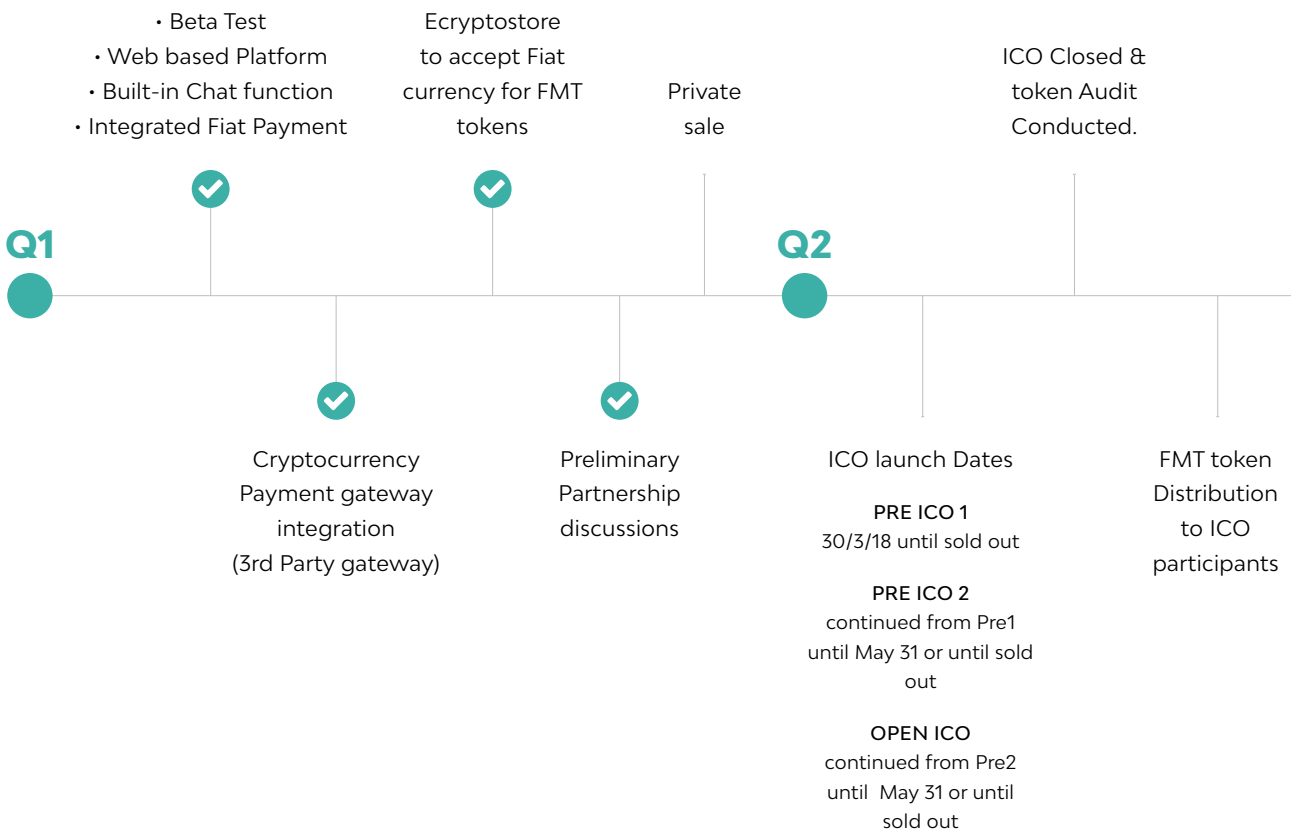 • Beta Test
• Web based Platform
• Built-in Chat function
• Integrated Fiat Payment
Ecryptostore
to accept Fiat
currency for FMT
tokens
Private
sale
ICO Closed &
token Audit
Conducted.
Q1
Q2
Cryptocurrency
Payment gateway
integration
(3rd Party gateway)
Preliminary
Partnership
discussions
ICO launch Dates
PRE ICO 1
30/3/18 until sold out
PRE ICO 2
continued from Pre1
until May 31 or until sold
out
OPEN ICO
continued from Pre2
until May 31 or until
sold out
FMT token
Distribution
to ICO
participants